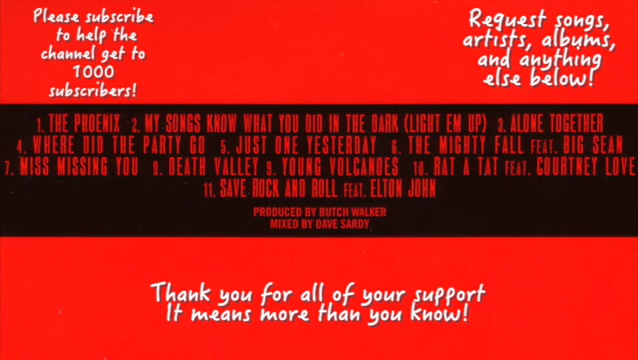 Please subscribe
to help the
channel get to
1000
subscribers!
Request songs,
artists, albums,
and anything
else below!
1. THE PHOENIX 2. MY SONGS KNOW WHAT YOU DID IN THE DARK (LIGHT EM UP) 3. ALONE TOGETHER
4. WHERE DID THE PARTY GO 5. JUST ONE YESTERDAY 6. THE MIGHTY FALL FEAT. BIG SEAN
7. MISS MISSING YOU 8. DEATH VALLEY 9. YOUNG VOLCANOES 10. RAT A TAT FEAT. COURTNEY LOVE
11. SAVE ROCK AND ROLL FEAT. ELTON JOHN
PRODUCED BY BUTCH WALKER
MIXED BY DAVE SARDY
Thank you for all of your support
It means more than you know!